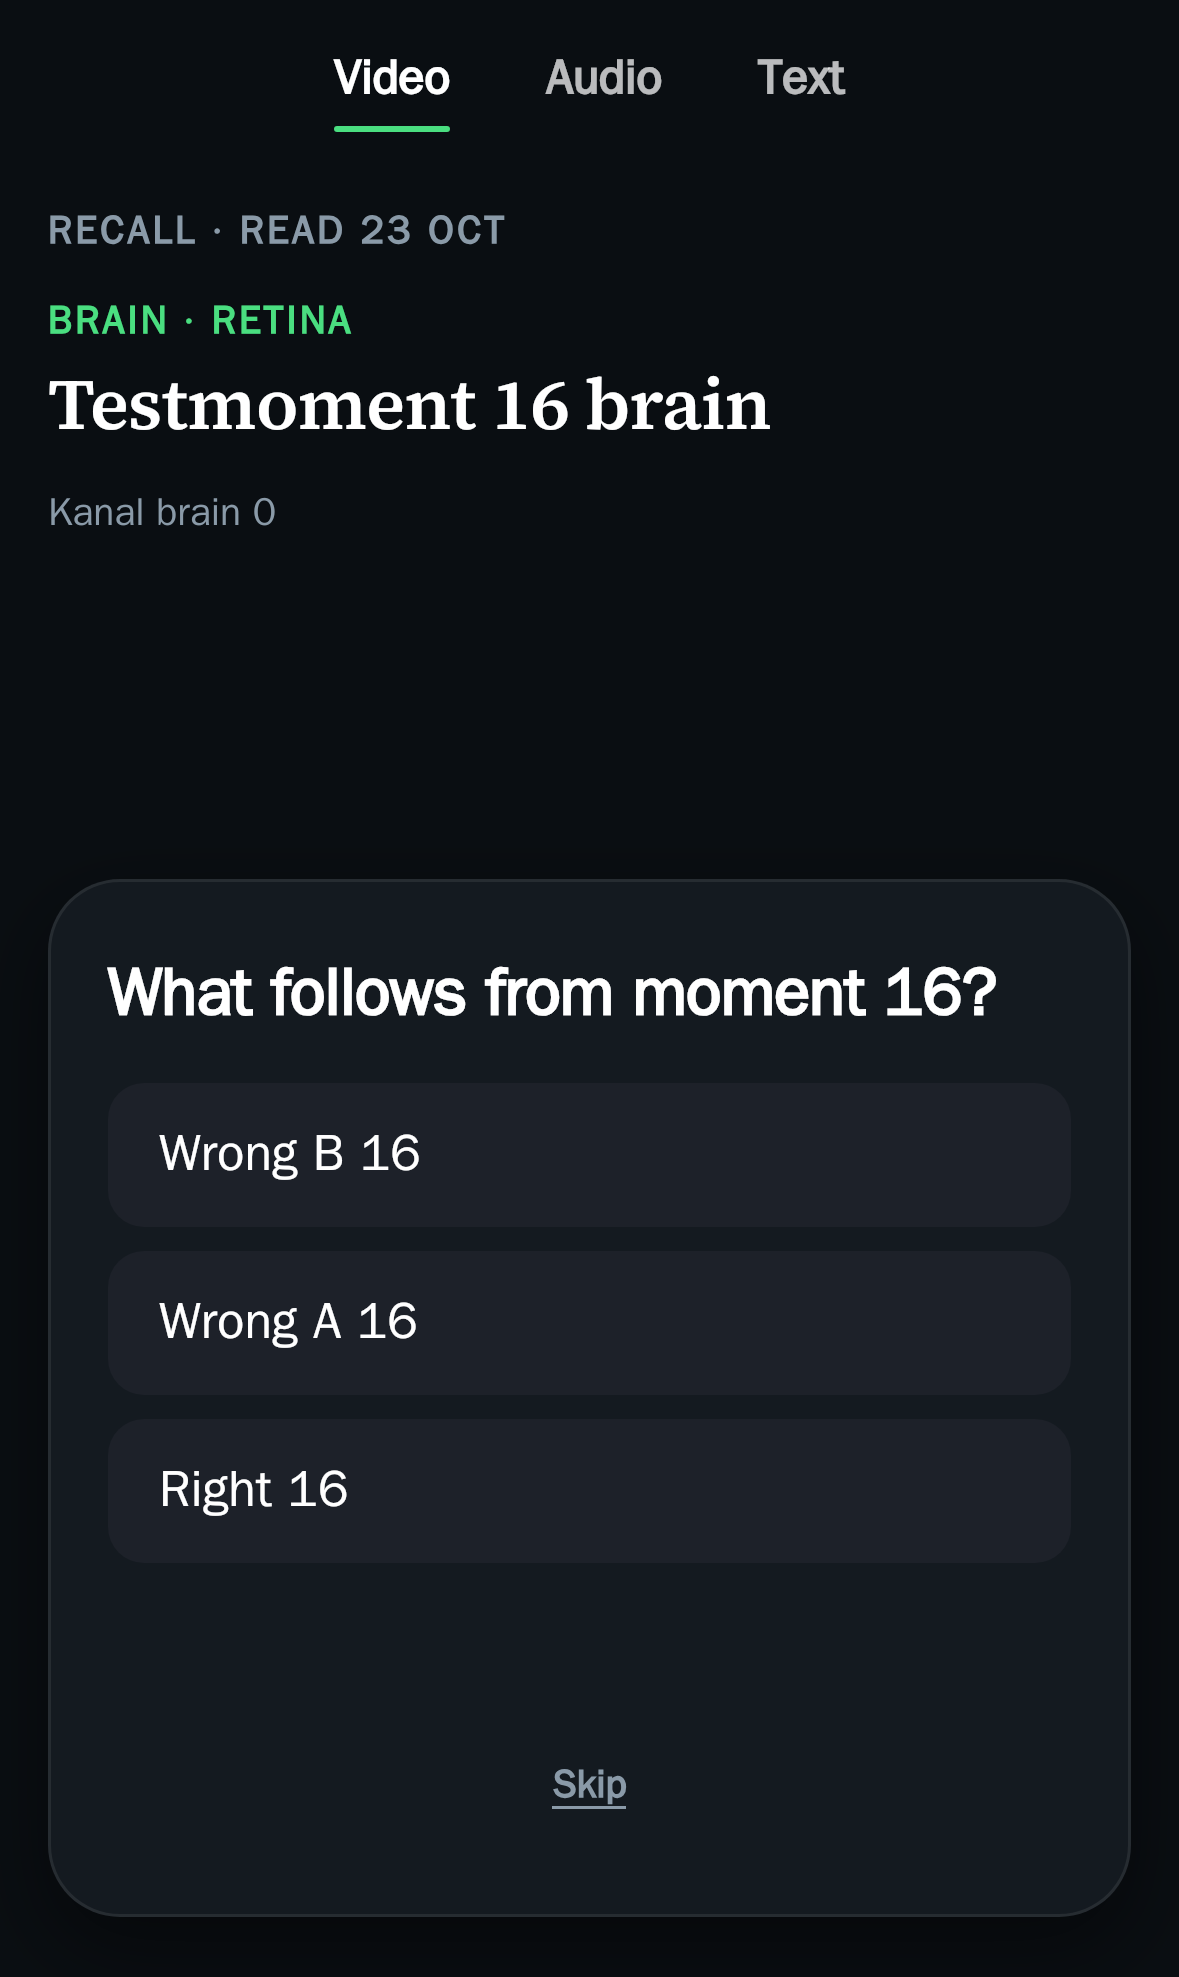 Video Audio Text
RECALL · READ 23 OCT
BRAIN · RETINA
Testmoment 16 brain
Kanal brain 0
What follows from moment 16?
Wrong B 16
Wrong A 16
Right 16
Skip